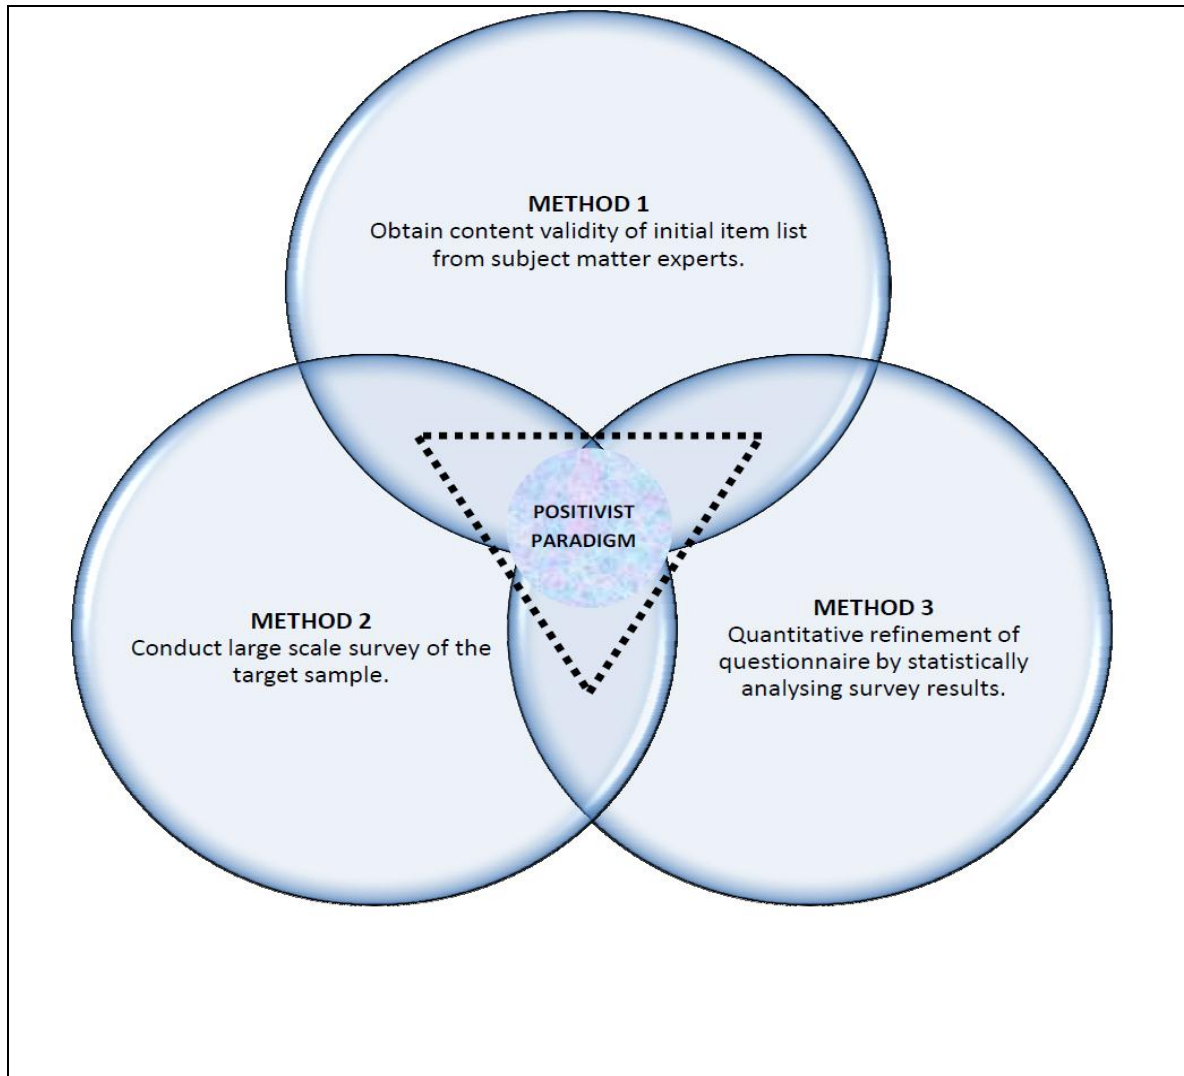 METHOD 1
Obtain content validity of initial item list
from subject matter experts.
POSITIVIST
PARADIGM
METHOD 2
Conduct large scale survey of the
target sample.
METHOD 3
Quantitative refinement of
questionnaire by statistically
analysing survey results.